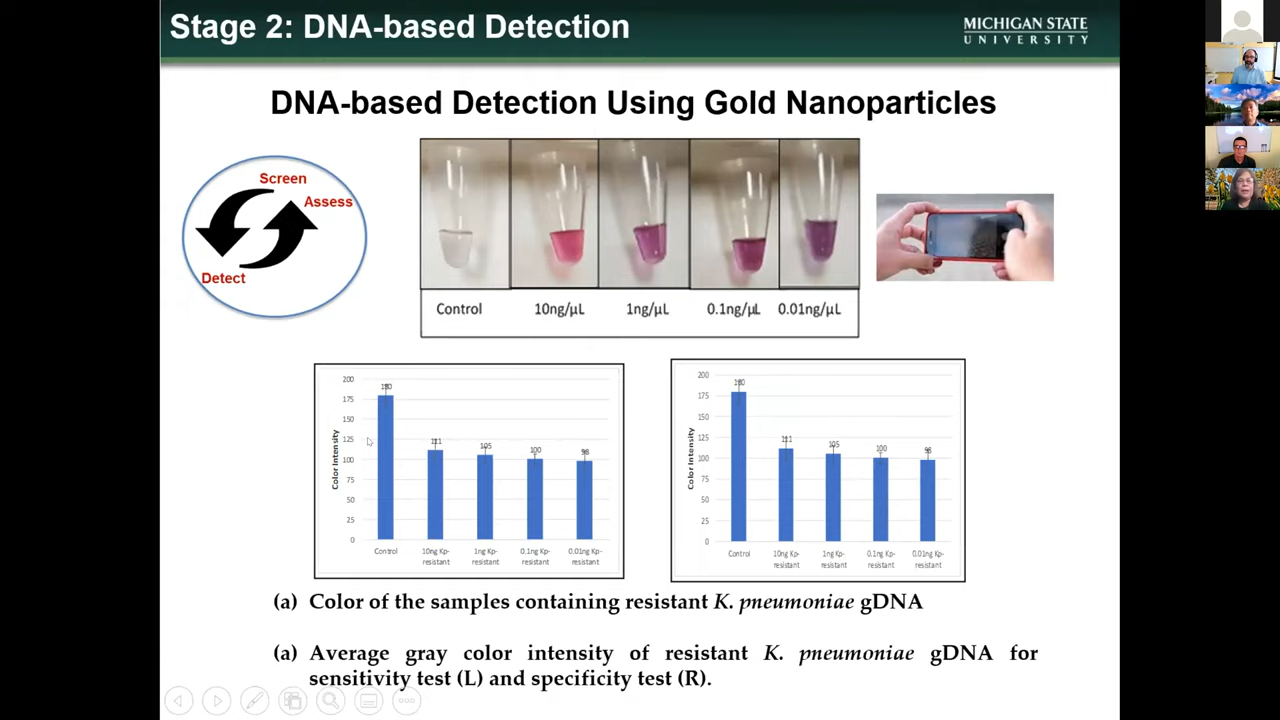 Stage 2: DNA-based Detection
MICHIGAN STATE
UNIVERSITY
DNA-based Detection Using Gold Nanoparticles
Screen
Assess
Detect
Control
10ng/µL
1ng/µL
0.1ng/µL
0.01ng/µL
200
175
150
125
100
75
50
25
0
Color Intensity
180
111
105
100
98
Control
10ng Kp-
resistant
1ng Kp-
resistant
0.1ng Kp-
resistant
0.01ng Kp-
resistant
200
175
150
125
100
75
50
25
0
Color Intensity
180
111
105
100
98
Control
10ng Kp-
resistant
1ng Kp-
resistant
0.1ng Kp-
resistant
0.01ng Kp-
resistant
(a) Color of the samples containing resistant K. pneumoniae gDNA
(a) Average gray color intensity of resistant K. pneumoniae gDNA for
sensitivity test (L) and specificity test (R).